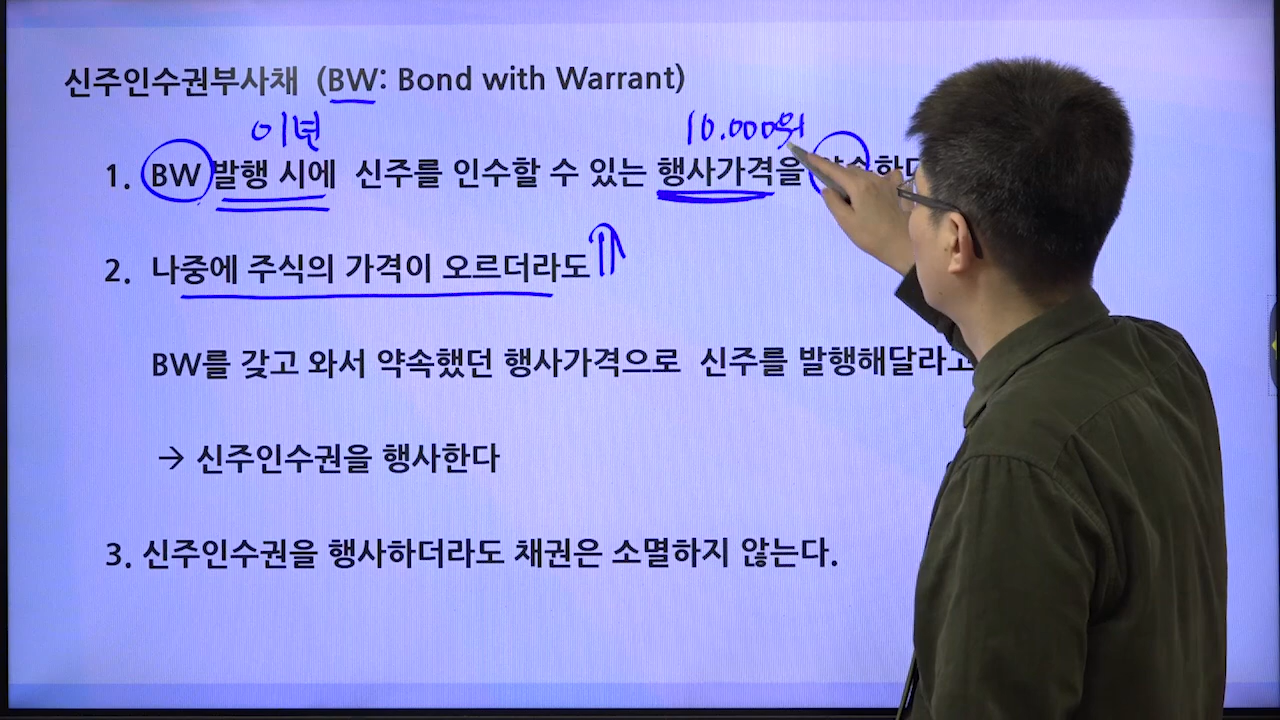 신주인수권부사채 (BW: Bond with Warrant)
이년
10.000원
1. BW 발행 시에 신주를 인수할 수 있는 행사가격을
2. 나중에 주식의 가격이 오르더라도
BW를 갖고 와서 약속했던 행사가격으로 신주를 발행해달라고
→ 신주인수권을 행사한다
3. 신주인수권을 행사하더라도 채권은 소멸하지 않는다.